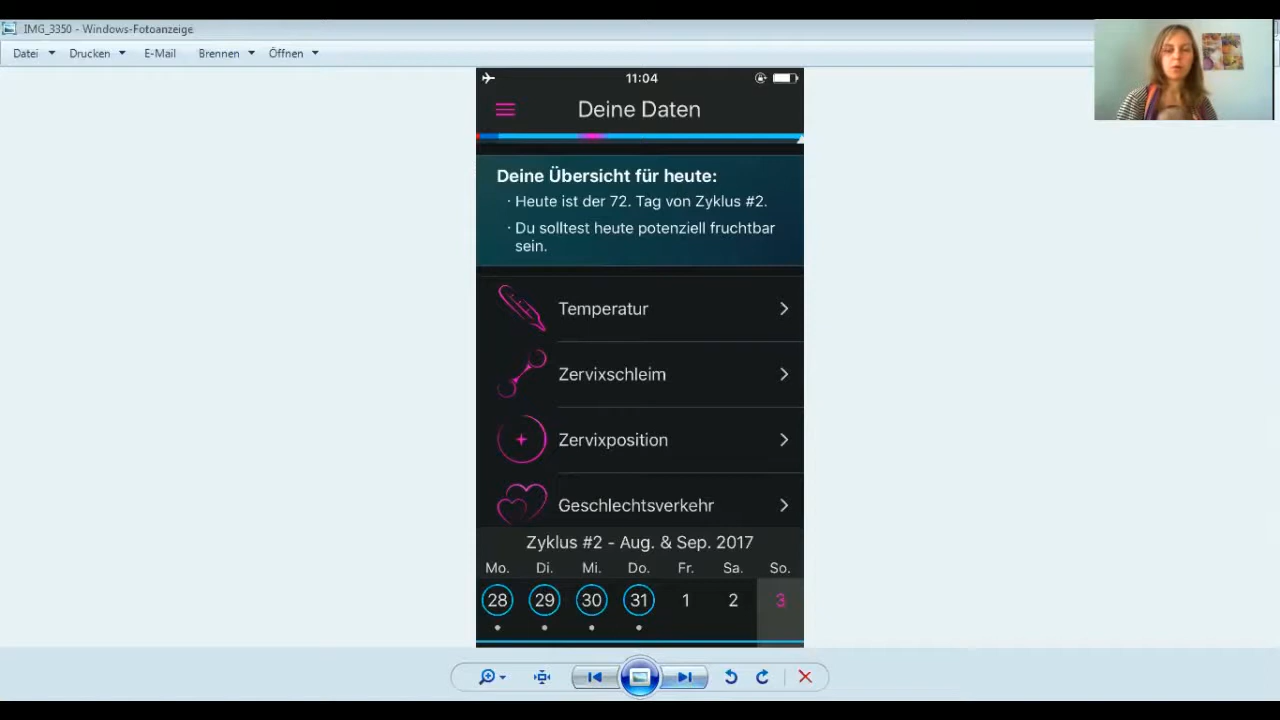 IMG_3350 - Windows-Fotoanzeige
Datei Drucken E-Mail Brennen Öffnen
11:04
Deine Daten
Deine Übersicht für heute:
· Heute ist der 72. Tag von Zyklus #2.
· Du solltest heute potenziell fruchtbar
sein.
Temperatur
Zervixschleim
Zervixposition
Geschlechtsverkehr
Zyklus #2 - Aug. & Sep. 2017
Mo. Di. Mi. Do. Fr. Sa. So.
28 29 30 31 1 2 3